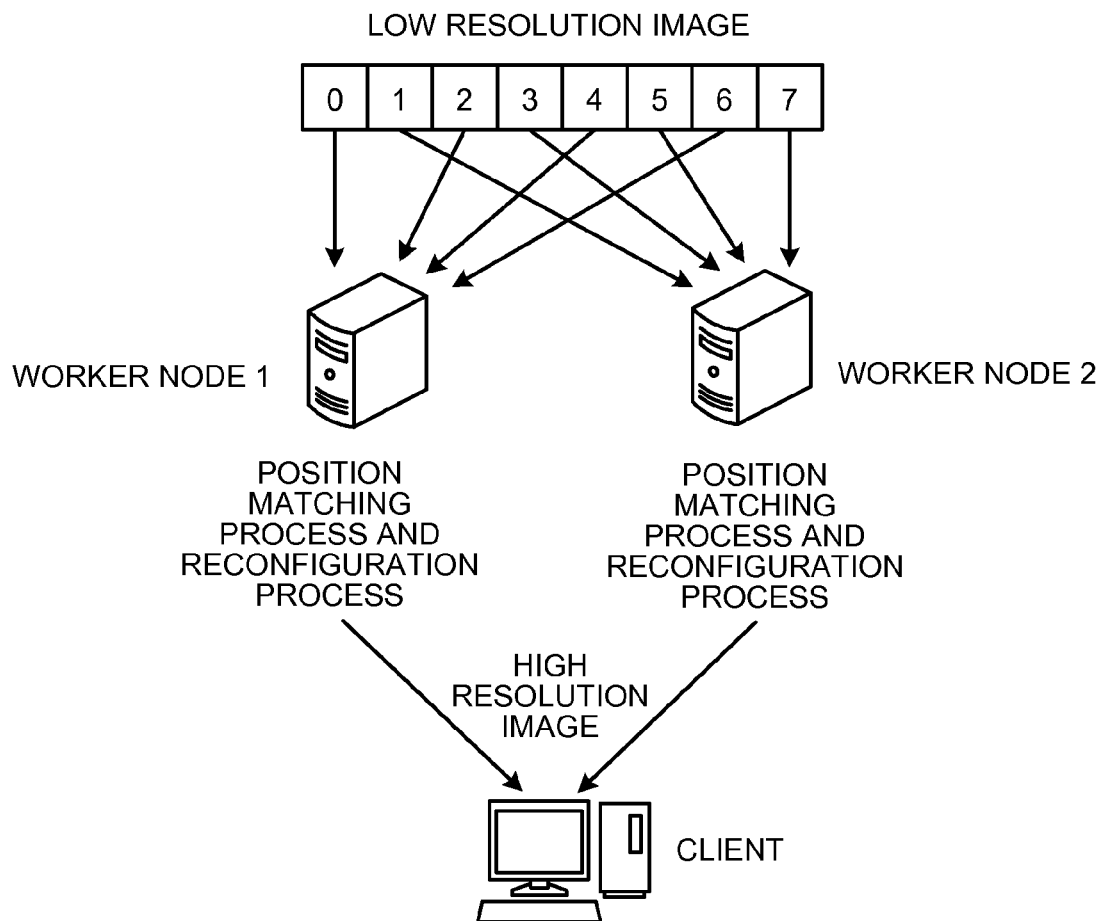 LOW RESOLUTION IMAGE
0 1 2 3 4 5 6 7
WORKER NODE 1
WORKER NODE 2
POSITION
MATCHING
PROCESS AND
RECONFIGURATION
PROCESS
POSITION
MATCHING
PROCESS AND
RECONFIGURATION
PROCESS
HIGH
RESOLUTION
IMAGE
CLIENT